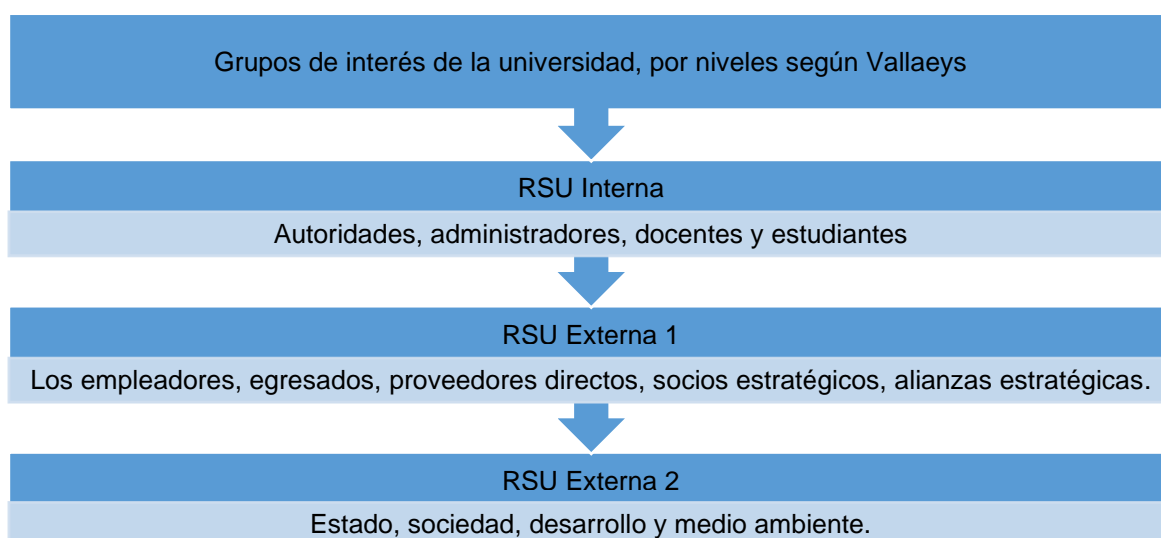 Grupos de interés de la universidad, por niveles según Vallaeys
RSU Interna
Autoridades, administradores, docentes y estudiantes
RSU Externa 1
Los empleadores, egresados, proveedores directos, socios estratégicos, alianzas estratégicas.
RSU Externa 2
Estado, sociedad, desarrollo y medio ambiente.